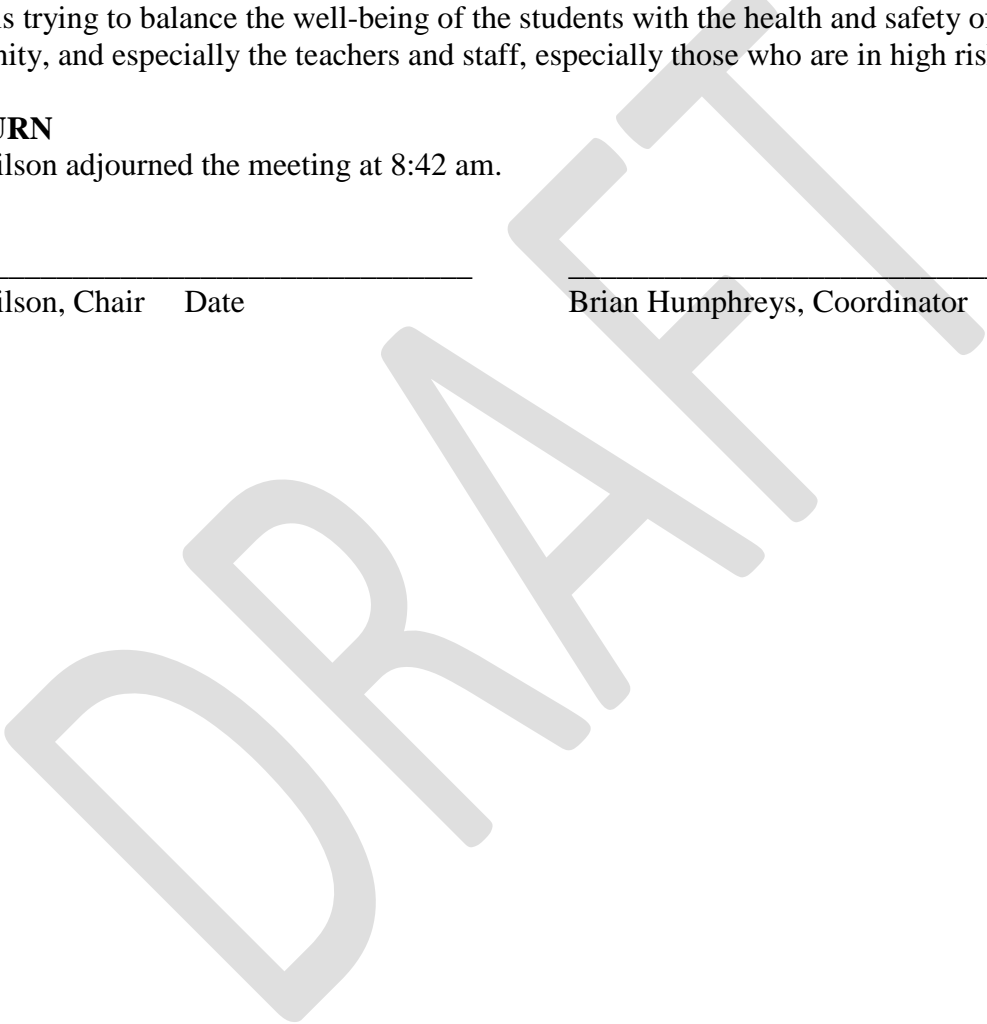 is trying to balance the well-being of the students with the health and safety of
nity, and especially the teachers and staff, especially those who are in high ris
URN
ilson adjourned the meeting at 8:42 am.
ilson, Chair Date
Brian Humphreys, Coordinator
DRAFT